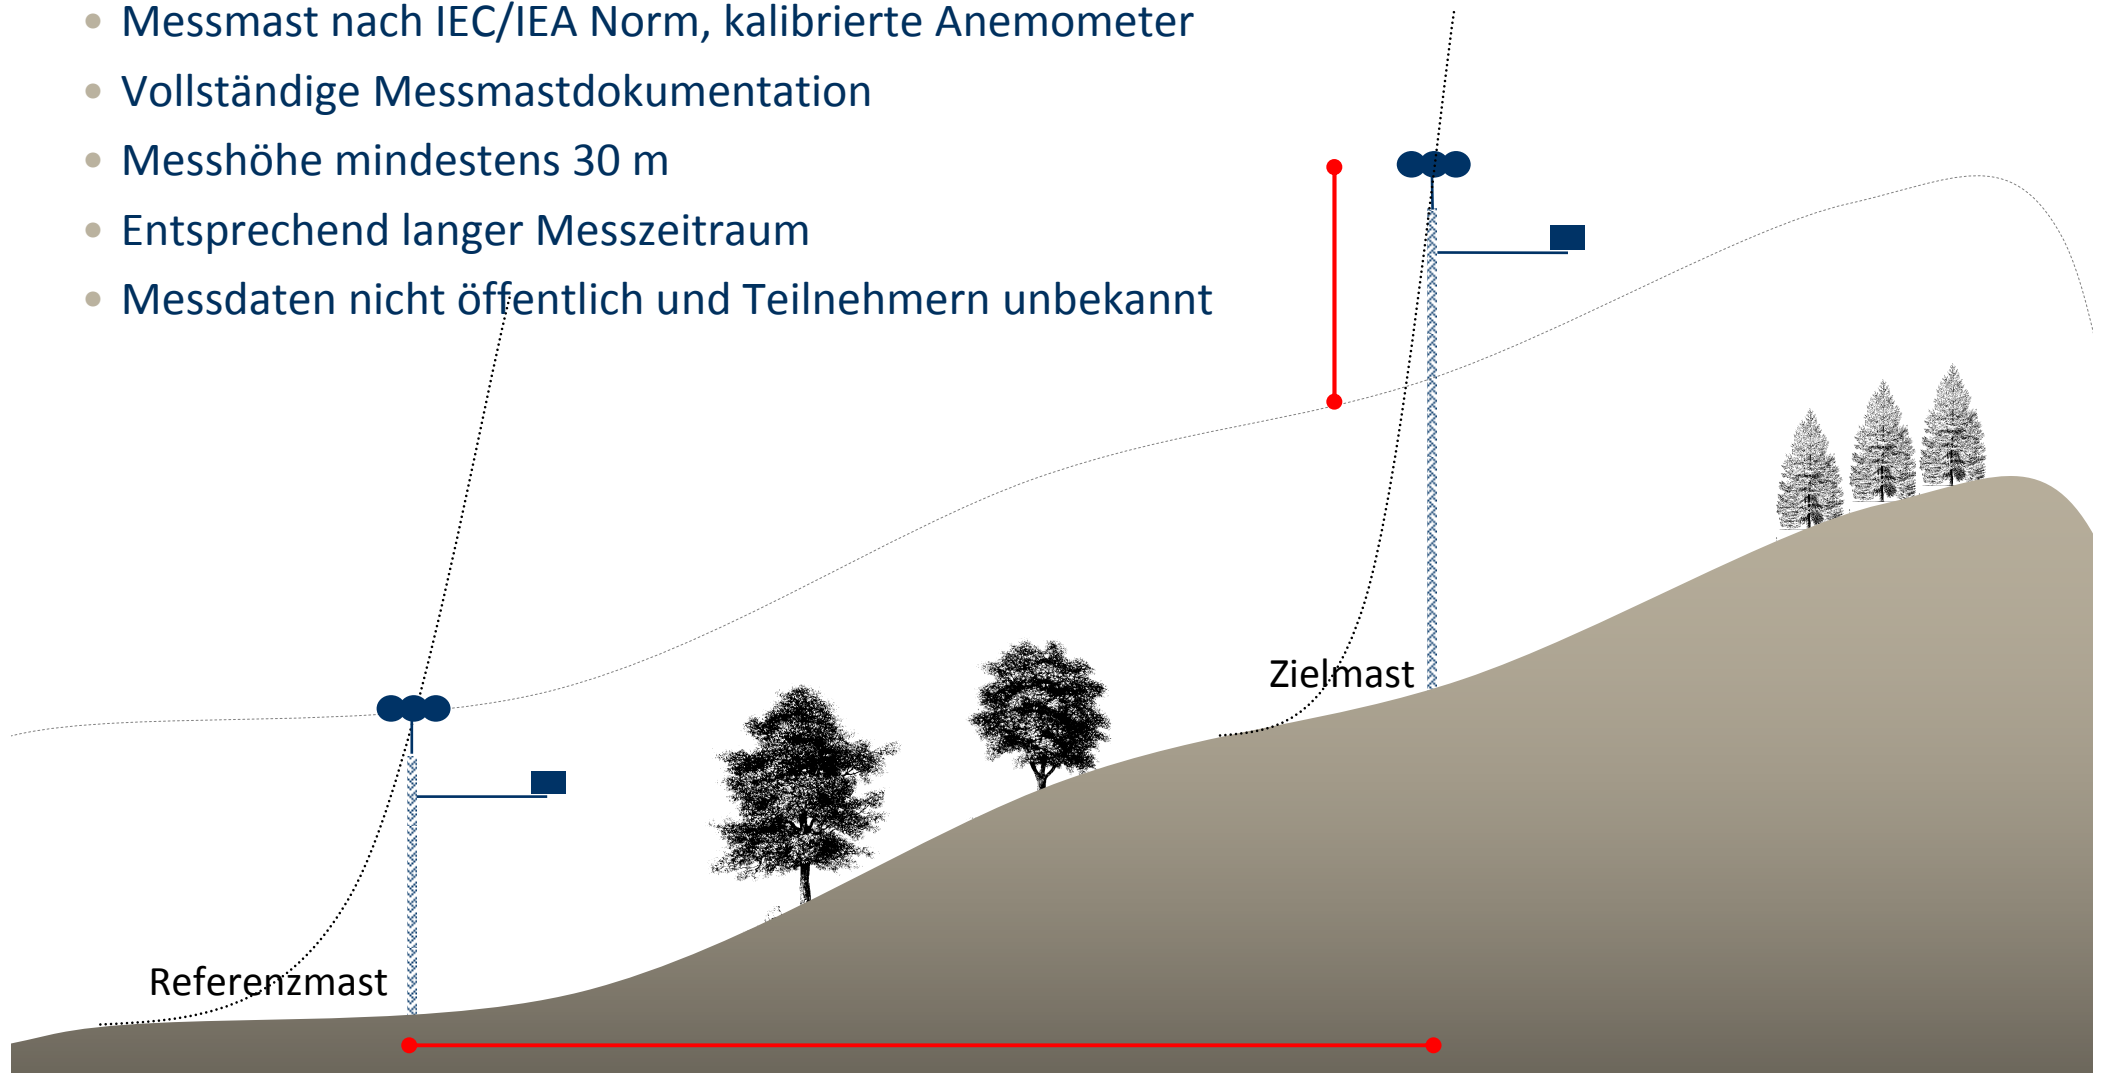 Messmast nach IEC/IEA Norm, kalibrierte Anemometer
Vollständige Messmastdokumentation
Messhöhe mindestens 30 m
Entsprechend langer Messzeitraum
Messdaten nicht öffentlich und Teilnehmern unbekannt
Zielmast
Referenzmast